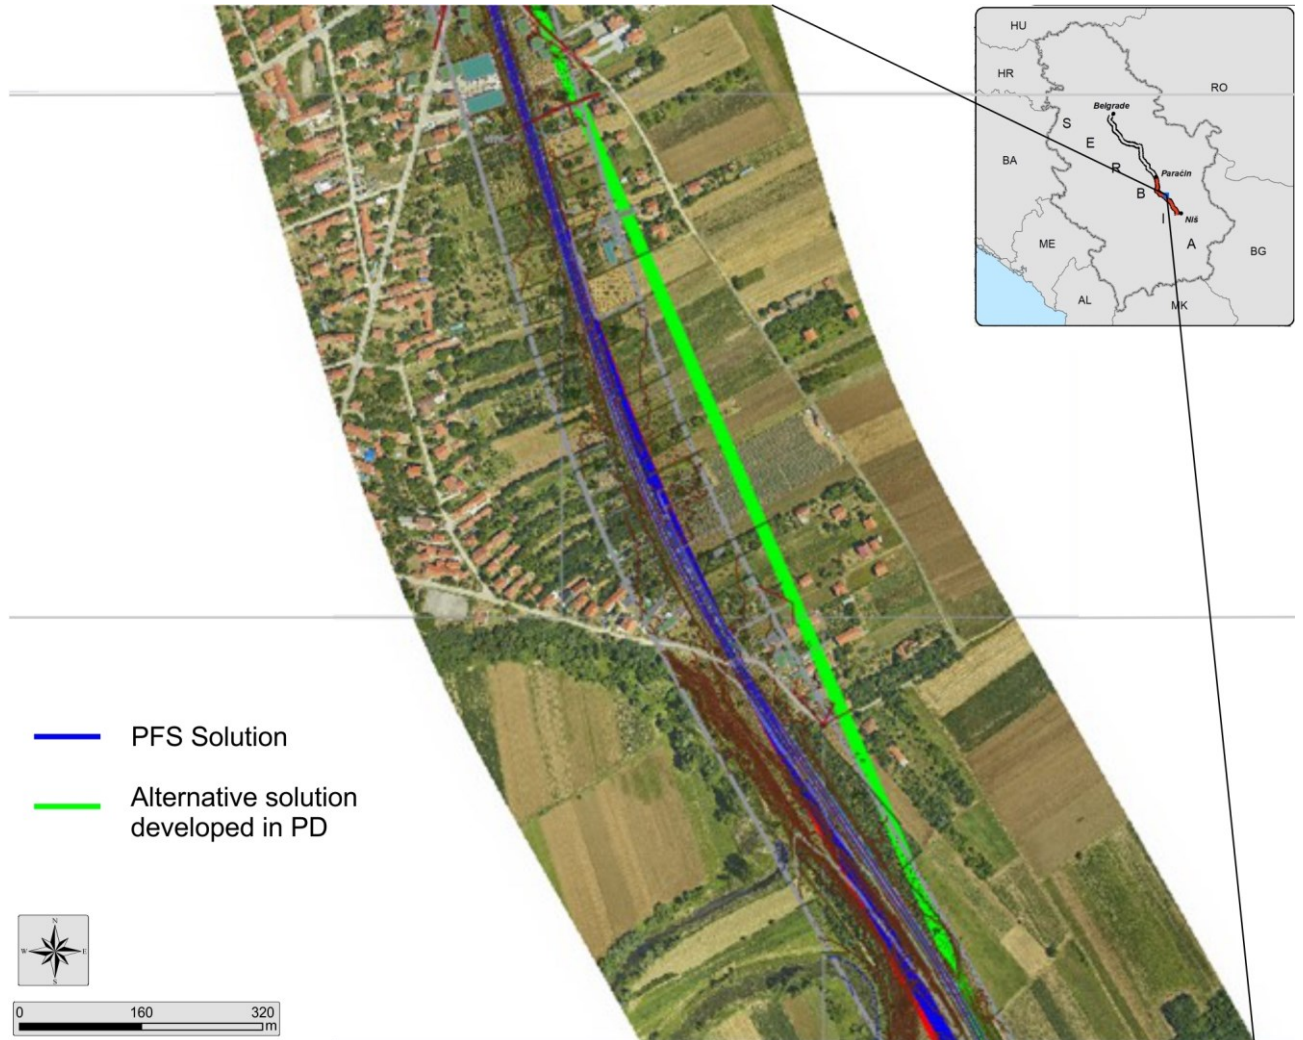 HU
HR
RO
Belgrade
S
E
BA
R
Paraćin
B
Niš
I
A
ME
BG
AL
MK
PFS Solution
Alternative solution
developed in PD
N
W
E
S
0
160
320
m